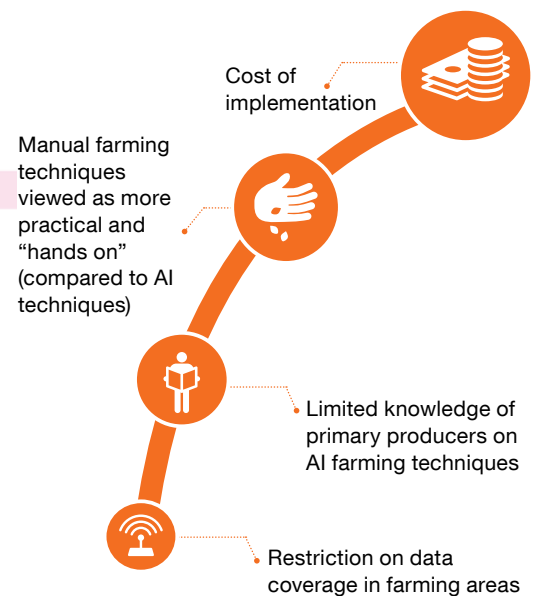 Cost of
implementation
Manual farming
techniques
viewed as more
practical and
“hands on”
(compared to AI
techniques)
Limited knowledge of
primary producers on
AI farming techniques
Restriction on data
coverage in farming areas